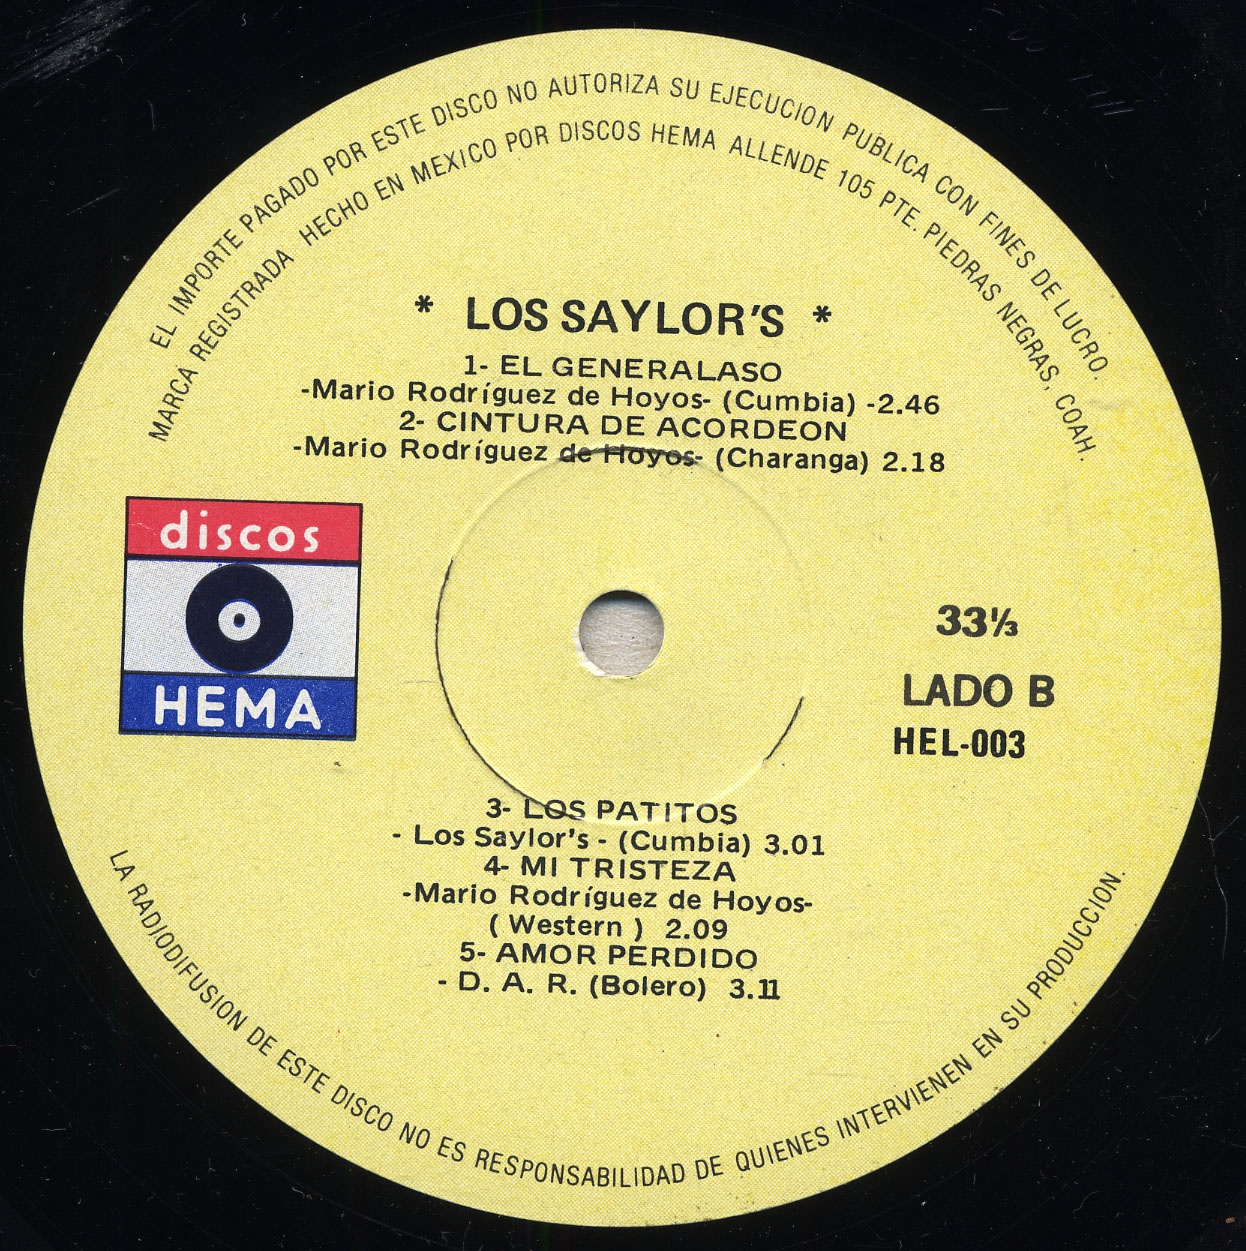 EL IMPORTE PAGADO POR ESTE DISCO NO AUTORIZA SU EJECUCION PUBLICA CON FINES DE LUCRO.
MARCA REGISTRADA HECHO EN MEXICO POR DISCOS HEMA ALLENDE 105 PTE. PIEDRAS NEGRAS, COAH.
* LOS SAYLOR'S *
1- EL GENERALASO
-Mario Rodríguez de Hoyos- (Cumbia) -2.46
2- CINTURA DE ACORDEON
-Mario Rodríguez de Hoyos- (Charanga) 2.18
discos
HEMA
33⅓
LADO B
HEL-003
3- LOS PATITOS
- Los Saylor's - (Cumbia) 3.01
4- MI TRISTEZA
-Mario Rodríguez de Hoyos-
( Western ) 2.09
5- AMOR PERDIDO
- D. A. R. (Bolero) 3.11
LA RADIODIFUSION DE ESTE DISCO NO ES RESPONSABILIDAD DE QUIENES INTERVIENEN EN SU PRODUCCION.